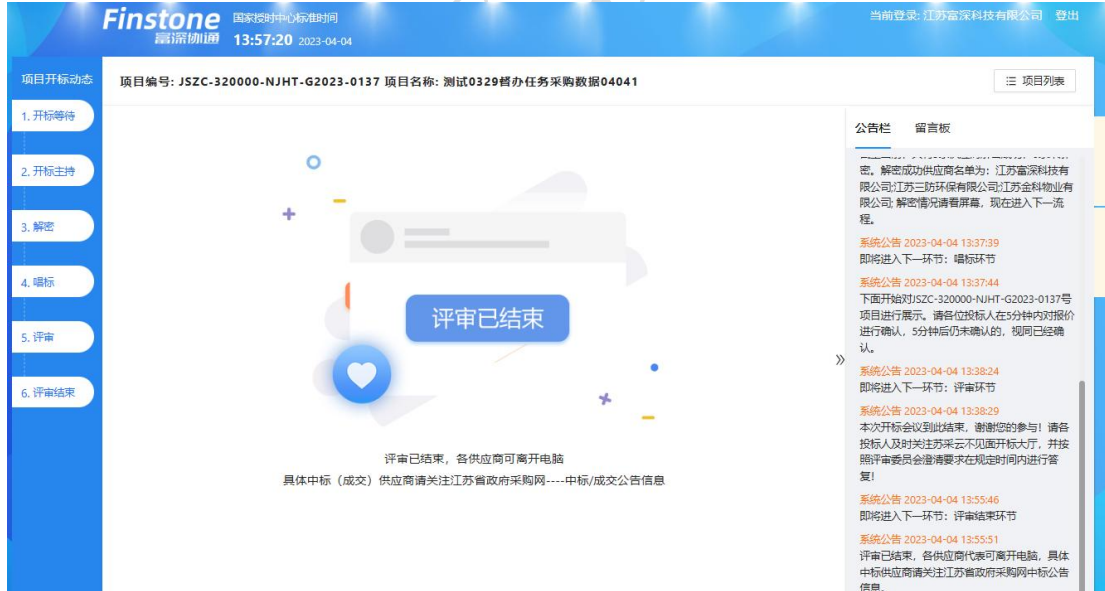 Finstone
富深协通
国家授时中心标准时间
13:57:20 2023-04-04
当前登录: 江苏富深科技有限公司 登出
项目开标动态
项目编号: JSZC-320000-NJHT-G2023-0137 项目名称: 测试0329督办任务采购数据04041
项目列表
1. 开标等待
2. 开标主持
3. 解密
4. 唱标
5. 评审
6. 评审结束
评审已结束
评审已结束，各供应商可离开电脑
具体中标（成交）供应商请关注江苏省政府采购网----中标/成交公告信息
公告栏 留言板
密。解密成功供应商名单为：江苏富深科技有
限公司;江苏三防环保有限公司;江苏金科物业有
限公司; 解密情况请看屏幕，现在进入下一流
程。
系统公告 2023-04-04 13:37:39
即将进入下一环节：唱标环节
系统公告 2023-04-04 13:37:44
下面开始对JSZC-320000-NJHT-G2023-0137号
项目进行展示。请各位投标人在5分钟内对报价
进行确认，5分钟后仍未确认的，视同已经确
认。
系统公告 2023-04-04 13:38:24
即将进入下一环节：评审环节
系统公告 2023-04-04 13:38:29
本次开标会议到此结束，谢谢您的参与！请各
投标人及时关注苏采云不见面开标大厅，并按
照评审委员会澄清要求在规定时间内进行答
复!
系统公告 2023-04-04 13:55:46
即将进入下一环节：评审结束环节
系统公告 2023-04-04 13:55:51
评审已结束，各供应商代表可离开电脑，具体
中标供应商请关注江苏省政府采购网中标公告
信息。